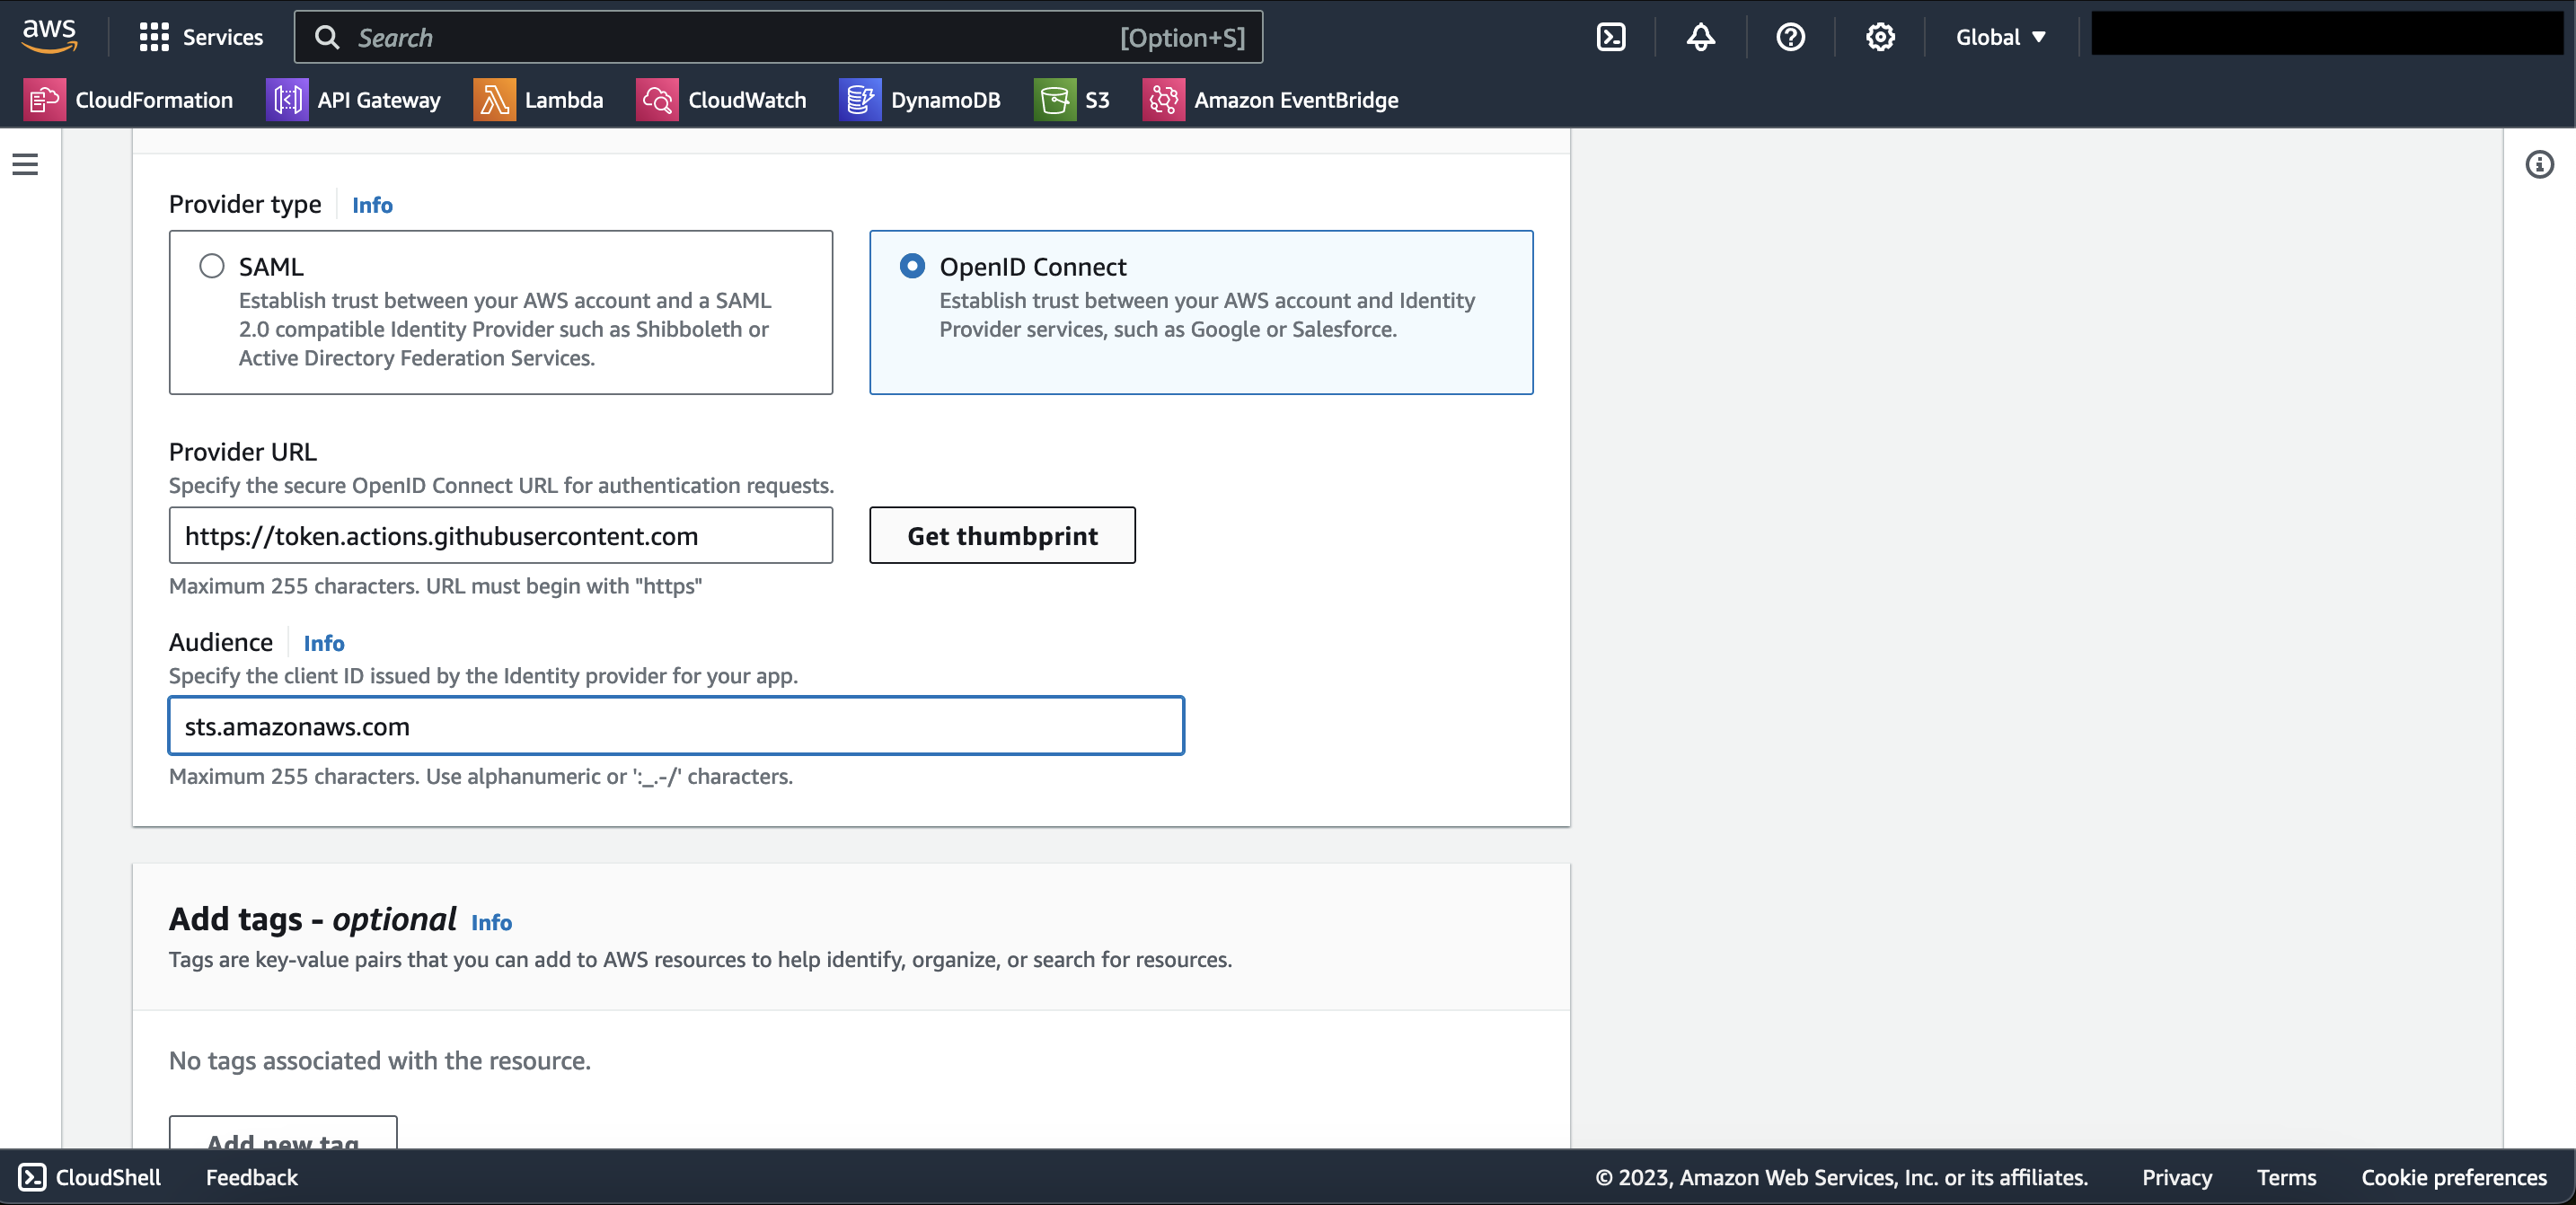 aws
Services
Search
[Option+S]
Global
CloudFormation
API Gateway
Lambda
CloudWatch
DynamoDB
S3
Amazon EventBridge
Provider type Info
SAML
Establish trust between your AWS account and a SAML
2.0 compatible Identity Provider such as Shibboleth or
Active Directory Federation Services.
OpenID Connect
Establish trust between your AWS account and Identity
Provider services, such as Google or Salesforce.
Provider URL
Specify the secure OpenID Connect URL for authentication requests.
https://token.actions.githubusercontent.com
Get thumbprint
Maximum 255 characters. URL must begin with "https"
Audience Info
Specify the client ID issued by the Identity provider for your app.
sts.amazonaws.com
Maximum 255 characters. Use alphanumeric or ':_.-/' characters.
Add tags - optional Info
Tags are key-value pairs that you can add to AWS resources to help identify, organize, or search for resources.
No tags associated with the resource.
Add new tag
CloudShell
Feedback
© 2023, Amazon Web Services, Inc. or its affiliates.
Privacy
Terms
Cookie preferences